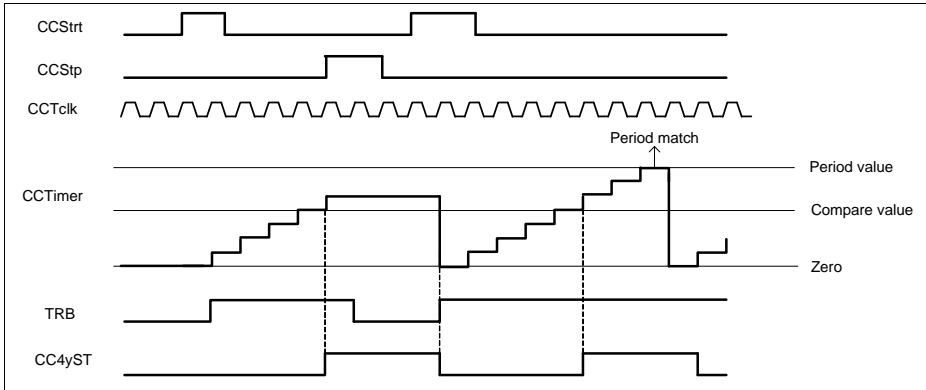 CCStrt
CCStp
CCTclk
Period match
Period value
CCTimer
Compare value
Zero
TRB
CC4yST